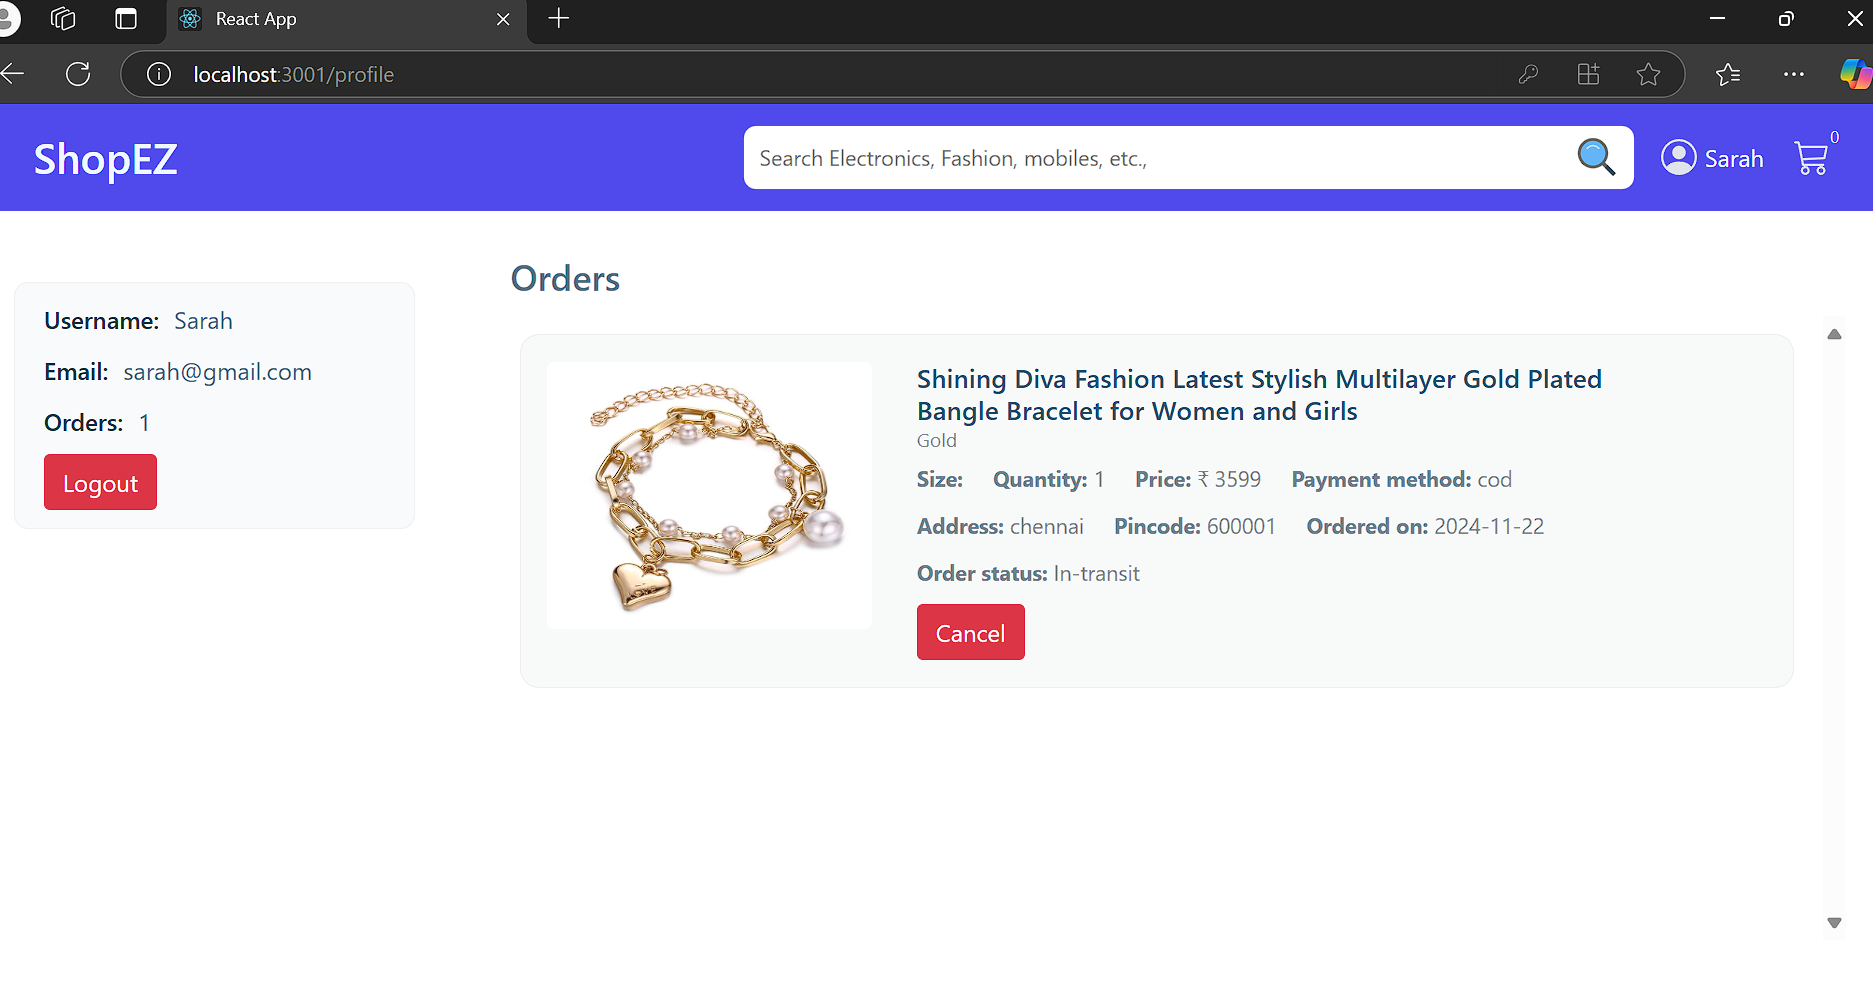 React App
localhost:3001/profile
ShopEZ
Search Electronics, Fashion, mobiles, etc.,
Sarah
0
Username: Sarah
Email: sarah@gmail.com
Orders: 1
Logout
Orders
Shining Diva Fashion Latest Stylish Multilayer Gold Plated
Bangle Bracelet for Women and Girls
Gold
Size: Quantity: 1 Price: ₹ 3599 Payment method: cod
Address: chennai Pincode: 600001 Ordered on: 2024-11-22
Order status: In-transit
Cancel